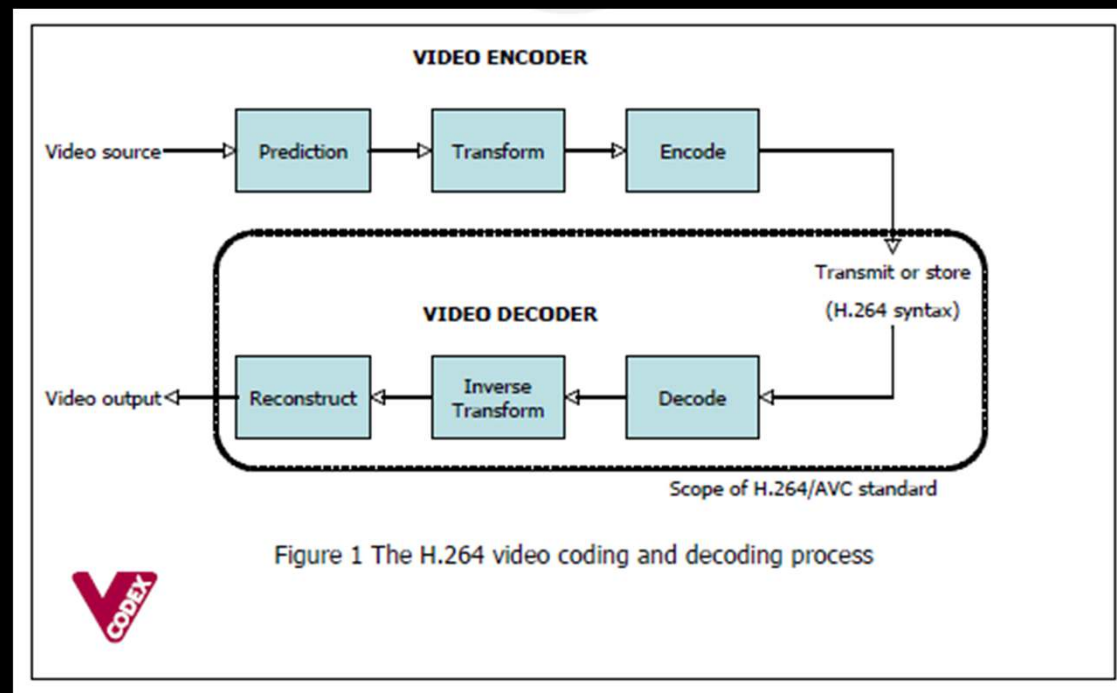 VIDEO ENCODER
Video source
Prediction
Transform
Encode
Transmit or store
(H.264 syntax)
VIDEO DECODER
Video output
Reconstruct
Inverse
Transform
Decode
Scope of H.264/AVC standard
Figure 1 The H.264 video coding and decoding process
V
CODEX